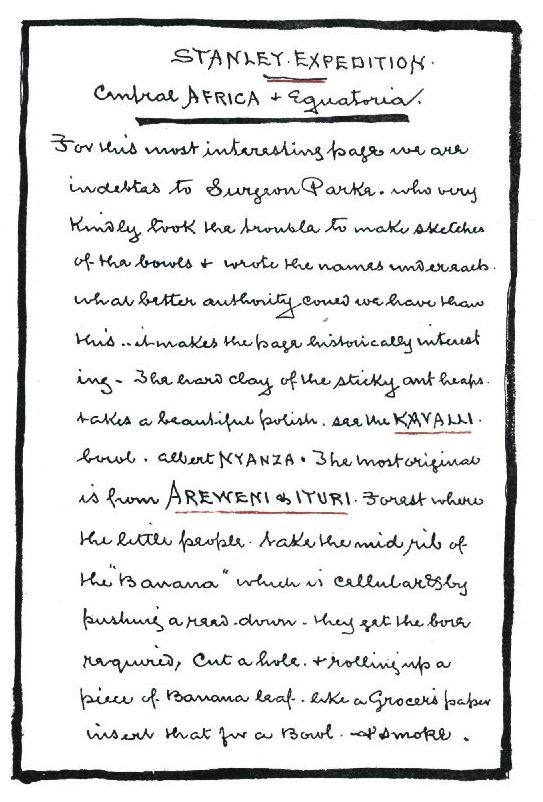 STANLEY. EXPEDITION.
Central AFRICA + Equatoria.
For this most interesting page we are
indebted to Surgeon Parke. who very
kindly took the trouble to make sketches
of the bowls + wrote the names under each.
what better authority could we have than
this.. it makes the page historically interest
ing - The hard clay of the sticky ant heaps.
takes a beautiful polish. see the KAVALLI.
bowl. albert NYANZA. The most original
is from AREWENI & ITURI. Forest where
the little people. take the mid rib of
the "Banana" which is cellular & by
pushing a reed. down - they get the bore
required, Cut a hole. + rolling up a
piece of Banana leaf. like a Grocer's paper
insert that for a Bowl. + smoke.